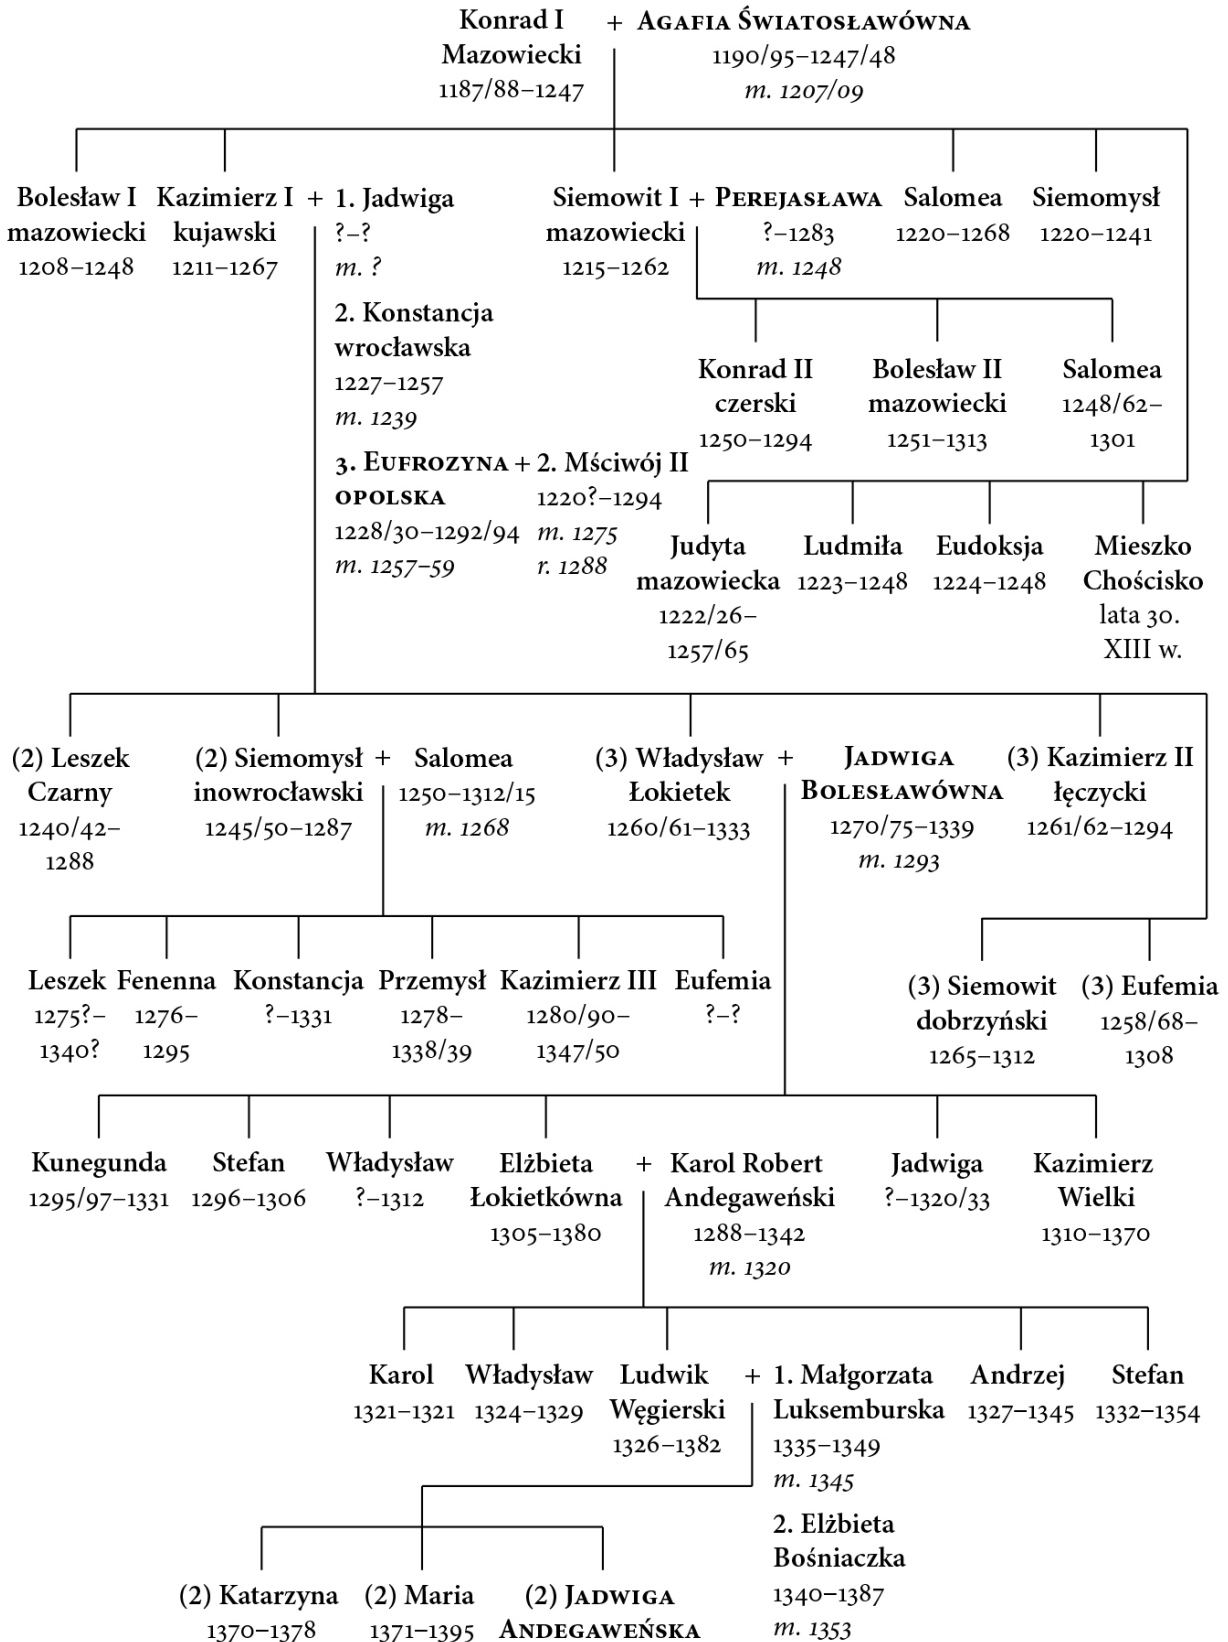 Konrad I + Agafia Światosławówna
Mazowiecki 1190/95–1247/48
1187/88–1247 m. 1207/09
Bolesław I Kazimierz I + 1. Jadwiga Siemowit I + Perejasława Salomea Siemomysł
mazowiecki kujawski ?–? mazowiecki ?–1283 1220–1268 1220–1241
1208–1248 1211–1267 m. ? 1215–1262 m. 1248
2. Konstancja
wrocławska
1227–1257
m. 1239
Konrad II Bolesław II Salomea
czerski mazowiecki 1248/62–
1250–1294 1251–1313 1301
3. Eufrozyna + 2. Mściwój II
opolska 1220?–1294
1228/30–1292/94 m. 1275
m. 1257–59 r. 1288
Judyta Ludmiła Eudoksja Mieszko
mazowiecka 1223–1248 1224–1248 Chościsko
1222/26– lata 30.
1257/65 XIII w.
(2) Leszek (2) Siemomysł + Salomea (3) Władysław + Jadwiga (3) Kazimierz II
Czarny inowrocławski 1250–1312/15 Łokietek Bolesławówna łęczycki
1240/42– 1245/50–1287 m. 1268 1260/61–1333 1270/75–1339 1261/62–1294
1288 m. 1293
Leszek Fenenna Konstancja Przemysł Kazimierz III Eufemia
1275?– 1276– ?–1331 1278– 1280/90– ?–?
1340? 1295 1338/39 1347/50
(3) Siemowit (3) Eufemia
dobrzyński 1258/68–
1265–1312 1308
Kunegunda Stefan Władysław Elżbieta + Karol Robert Jadwiga Kazimierz
1295/97–1331 1296–1306 ?–1312 Łokietkówna Andegaweński ?–1320/33 Wielki
1305–1380 1288–1342 1310–1370
m. 1320
Karol Władysław Ludwik + 1. Małgorzata Andrzej Stefan
1321–1321 1324–1329 Węgierski Luksemburska 1327–1345 1332–1354
1326–1382 1335–1349
m. 1345
2. Elżbieta
Bośniaczka
1340–1387
m. 1353
(2) Katarzyna (2) Maria (2) Jadwiga
1370–1378 1371–1395 Andegaweńska